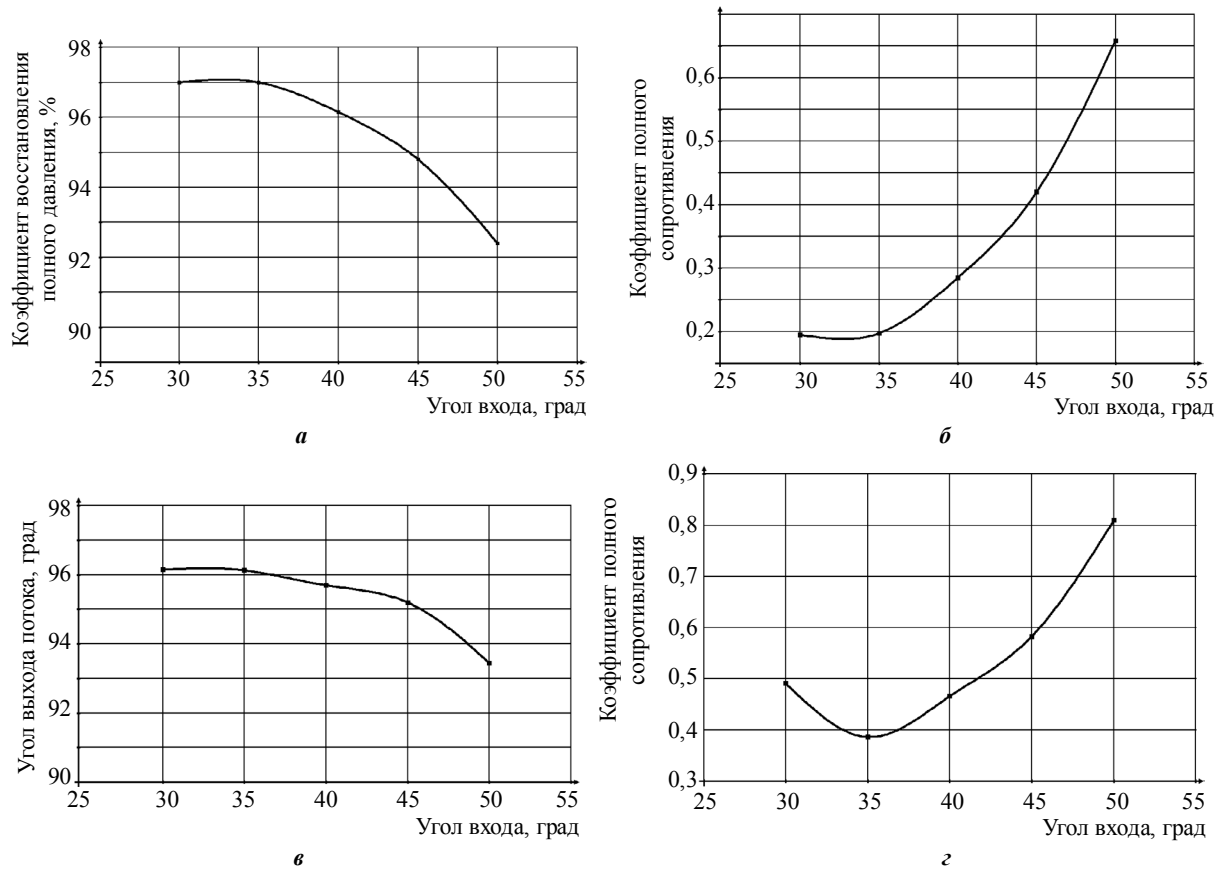 Коэффициент восстановления
полного давления, %
98
96
94
92
90
25 30 35 40 45 50 55
Угол входа, град
а
Коэффициент полного
сопротивления
0,6
0,5
0,4
0,3
0,2
25 30 35 40 45 50 55
Угол входа, град
б
Угол выхода потока, град
98
96
94
92
90
25 30 35 40 45 50 55
Угол входа, град
в
Коэффициент полного
сопротивления
0,9
0,8
0,7
0,6
0,5
0,4
0,3
25 30 35 40 45 50 55
Угол входа, град
г